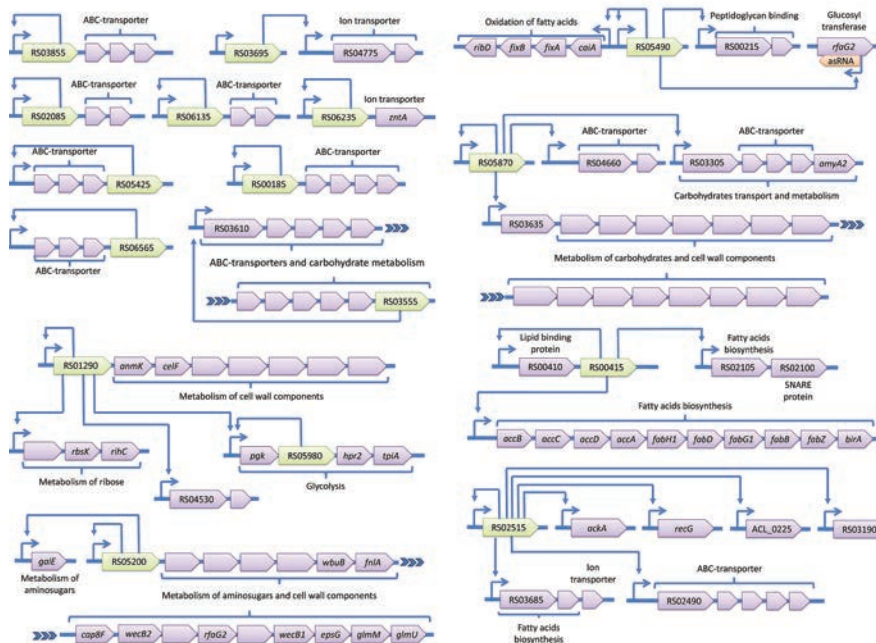 ABC-transporter
RS03855
Ion transporter
RS03695
RS04775
ABC-transporter
RS02085
ABC-transporter
RS06135
Ion transporter
RS06235
zntA
ABC-transporter
RS05425
ABC-transporter
RS00185
RS06565
ABC-transporter
RS03610
ABC-transporters and carbohydrate metabolism
RS03555
RS01290
anmK
celF
Metabolism of cell wall components
rbsK
rihC
Metabolism of ribose
pgk
RS05980
hpr2
tpiA
Glycolysis
RS04530
galE
Metabolism of
aminosugars
RS05200
wbuB
fnlA
Metabolism of aminosugars and cell wall components
cap8F
wecB2
rfaG2
wecB1
epsG
glmM
glmU
Oxidation of fatty acids
ribD
fixB
fixA
caiA
RS05490
Peptidoglycan binding
RS00215
Glucosyl
transferase
rfaG2
asRNA
RS05870
ABC-transporter
RS04660
ABC-transporter
RS03305
amyA2
Carbohydrates transport and metabolism
RS03635
Metabolism of carbohydrates and cell wall components
Lipid binding
protein
RS00410
RS00415
Fatty acids
biosynthesis
RS02105
RS02100
SNARE
protein
Fatty acids biosynthesis
accB
accC
accD
accA
fabH1
fabD
fabG1
fabB
fabZ
birA
RS02515
ackA
recG
ACL_0225
RS03190
Ion
transporter
RS03685
Fatty acids
biosynthesis
ABC-transporter
RS02490